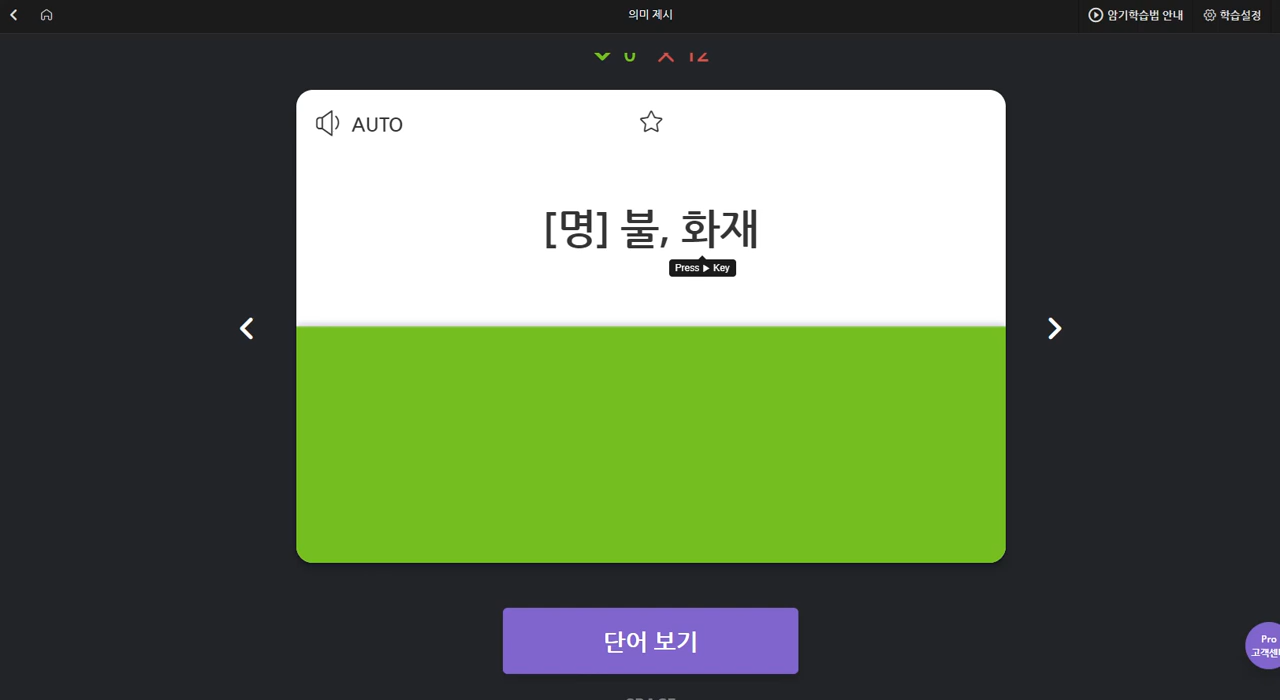 의미 제시
암기학습법 안내
학습설정
AUTO
[명] 불, 화재
Press ▶ Key
단어 보기
Pro